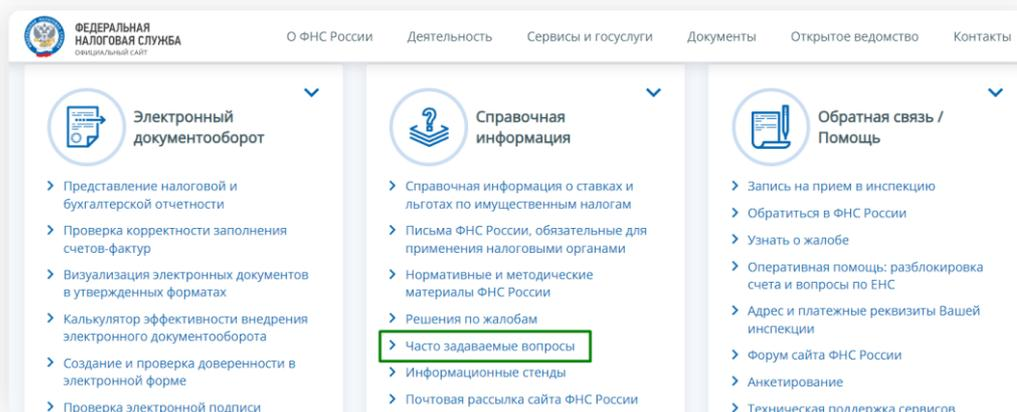 ФЕДЕРАЛЬНАЯ
НАЛОГОВАЯ СЛУЖБА
ОФИЦИАЛЬНЫЙ САЙТ
О ФНС России
Деятельность
Сервисы и госуслуги
Документы
Открытое ведомство
Контакты
Электронный
документооборот
Представление налоговой и
бухгалтерской отчетности
Проверка корректности заполнения
счетов-фактур
Визуализация электронных документов
в утвержденных форматах
Калькулятор эффективности внедрения
электронного документооборота
Создание и проверка доверенности в
электронной форме
Проверка электронной подписи
Справочная
информация
Справочная информация о ставках и
льготах по имущественным налогам
Письма ФНС России, обязательные для
применения налоговыми органами
Нормативные и методические
материалы ФНС России
Решения по жалобам
Часто задаваемые вопросы
Информационные стенды
Почтовая рассылка сайта ФНС России
Обратная связь /
Помощь
Запись на прием в инспекцию
Обратиться в ФНС России
Узнать о жалобе
Оперативная помощь: разблокировка
счета и вопросы по ЕНС
Адрес и платежные реквизиты Вашей
инспекции
Форум сайта ФНС России
Анкетирование
Техническая поддержка сервисов